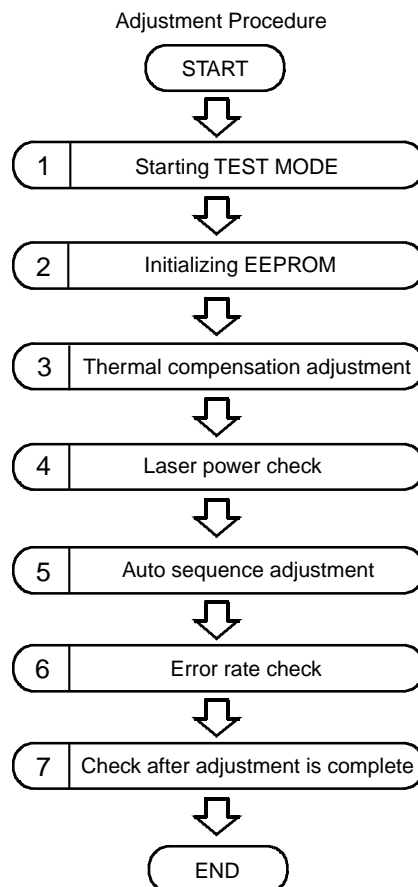 Adjustment Procedure
START
1 Starting TEST MODE
2 Initializing EEPROM
3 Thermal compensation adjustment
4 Laser power check
5 Auto sequence adjustment
6 Error rate check
7 Check after adjustment is complete
END